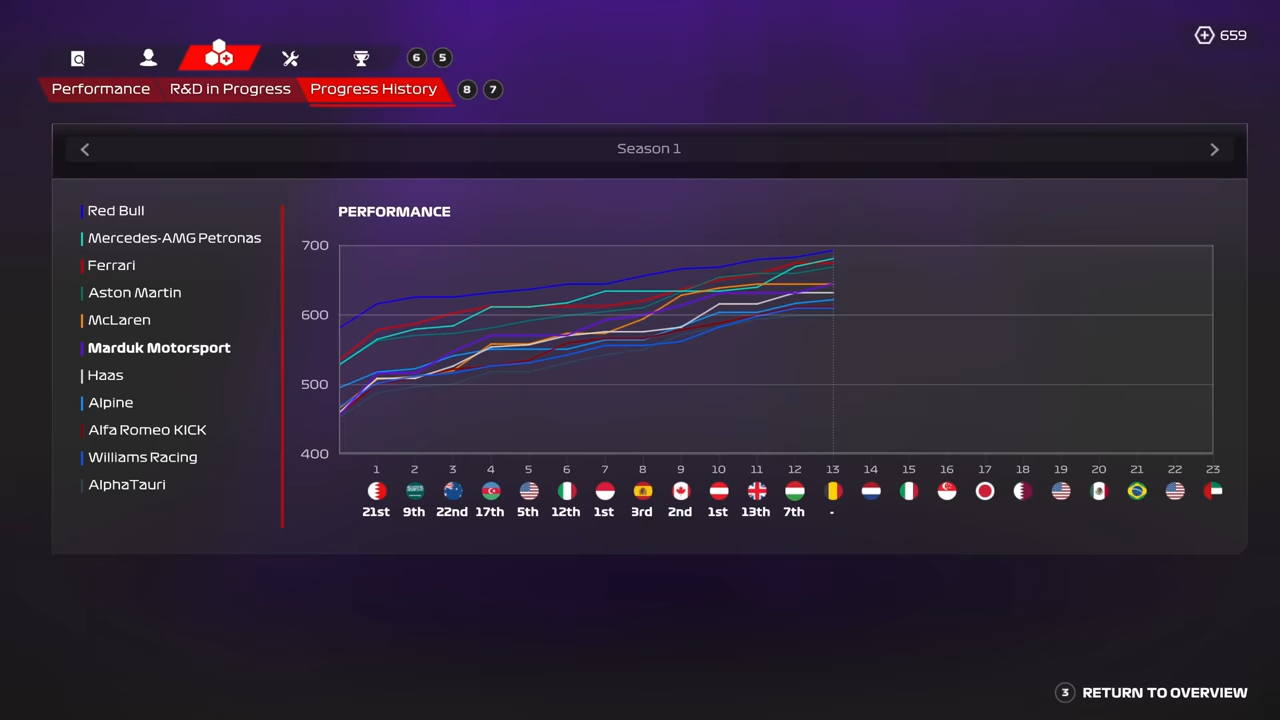 659
6 5
Performance R&D in Progress Progress History 8 7
Season 1
Red Bull
Mercedes-AMG Petronas
Ferrari
Aston Martin
McLaren
Marduk Motorsport
Haas
Alpine
Alfa Romeo KICK
Williams Racing
AlphaTauri
PERFORMANCE
700
600
500
400
1 2 3 4 5 6 7 8 9 10 11 12 13 14 15 16 17 18 19 20 21 22 23
21st 9th 22nd 17th 5th 12th 1st 3rd 2nd 1st 13th 7th -
3 RETURN TO OVERVIEW